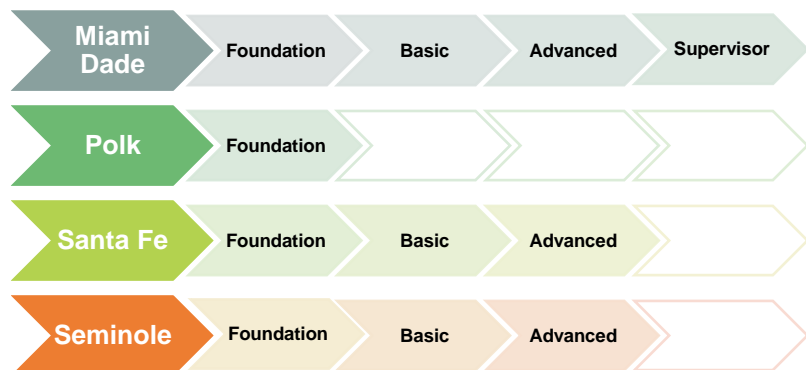 Miami
Dade
Foundation
Basic
Advanced
Supervisor
Polk
Foundation
Santa Fe
Foundation
Basic
Advanced
Seminole
Foundation
Basic
Advanced